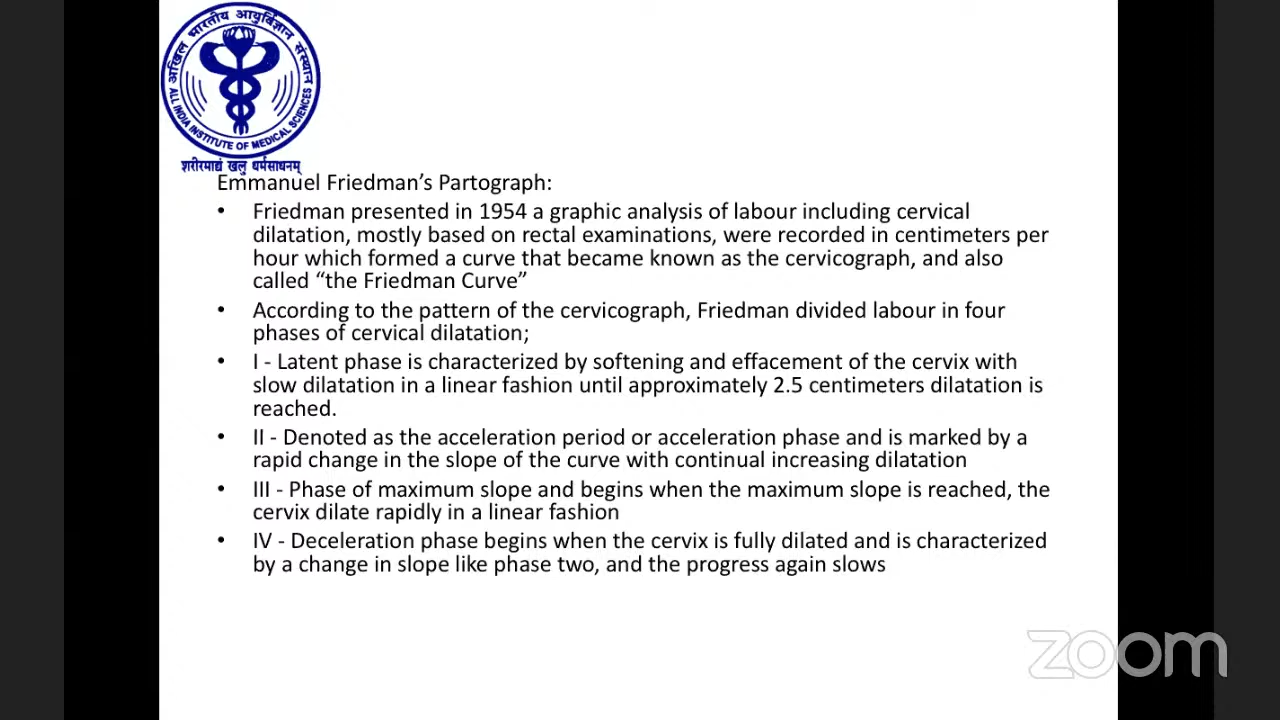 अखिल भारतीय आयुर्विज्ञान संस्थान
ALL INDIA INSTITUTE OF MEDICAL SCIENCES
शरीरमाद्यं खलु धर्मसाधनम्
Emmanuel Friedman’s Partograph:
• Friedman presented in 1954 a graphic analysis of labour including cervical
dilatation, mostly based on rectal examinations, were recorded in centimeters per
hour which formed a curve that became known as the cervicograph, and also
called “the Friedman Curve”
• According to the pattern of the cervicograph, Friedman divided labour in four
phases of cervical dilatation;
• I - Latent phase is characterized by softening and effacement of the cervix with
slow dilatation in a linear fashion until approximately 2.5 centimeters dilatation is
reached.
• II - Denoted as the acceleration period or acceleration phase and is marked by a
rapid change in the slope of the curve with continual increasing dilatation
• III - Phase of maximum slope and begins when the maximum slope is reached, the
cervix dilate rapidly in a linear fashion
• IV - Deceleration phase begins when the cervix is fully dilated and is characterized
by a change in slope like phase two, and the progress again slows
zoom